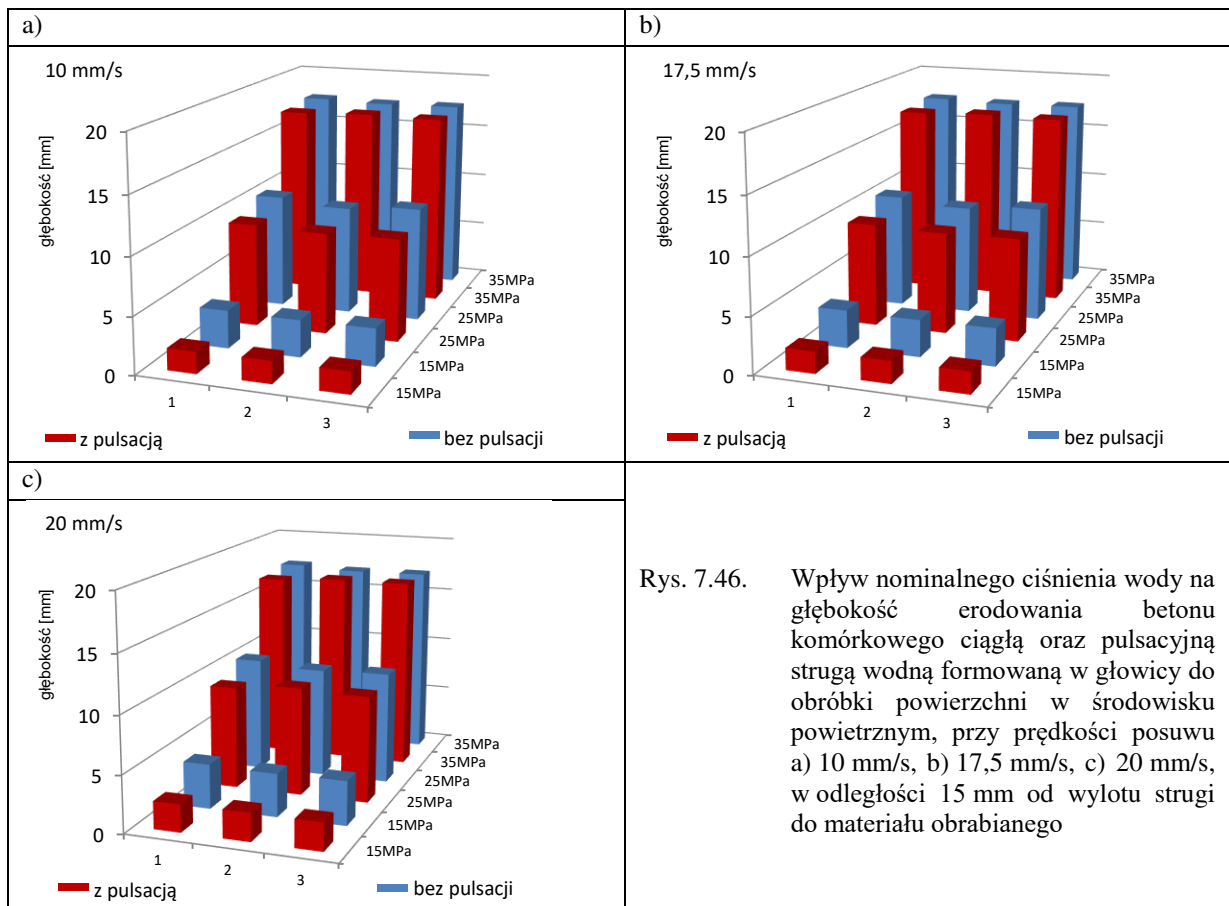 a)
b)
10 mm/s
głębokość [mm]
20
15
10
5
0
1
2
3
15MPa
15MPa
25MPa
25MPa
35MPa
35MPa
z pulsacją
bez pulsacji
17,5 mm/s
głębokość [mm]
20
15
10
5
0
1
2
3
15MPa
15MPa
25MPa
25MPa
35MPa
35MPa
z pulsacją
bez pulsacji
c)
20 mm/s
głębokość [mm]
20
15
10
5
0
1
2
3
15MPa
15MPa
25MPa
25MPa
35MPa
35MPa
z pulsacją
bez pulsacji
Rys. 7.46. Wpływ nominalnego ciśnienia wody na
głębokość erodowania betonu
komórkowego ciągłą oraz pulsacyjną
strugą wodną formowaną w głowicy do
obróbki powierzchni w środowisku
powietrznym, przy prędkości posuwu
a) 10 mm/s, b) 17,5 mm/s, c) 20 mm/s,
w odległości 15 mm od wylotu strugi
do materiału obrabianego